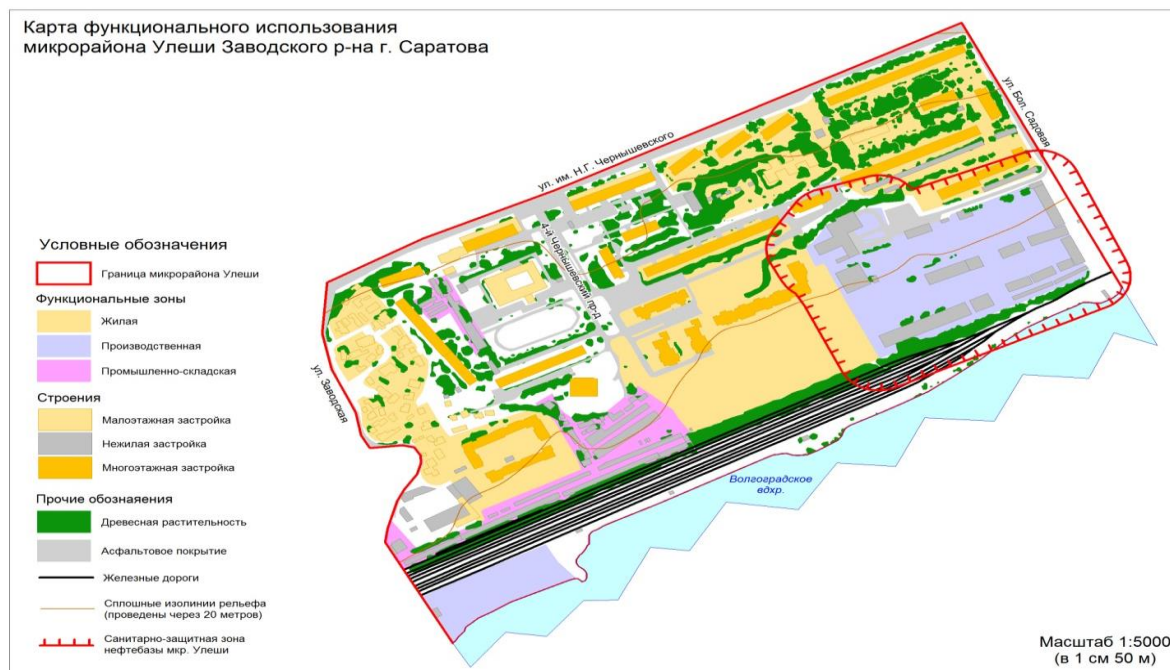 Карта функционального использования
микрорайона Улеши Заводского р-на г. Саратова
ул. им. Н.Г. Чернышевского
ул. Бол. Садовая
4-й Чернышевский пр-д
ул. Заводская
Волгоградское
вдхр.
Условные обозначения
Граница микрорайона Улеши
Функциональные зоны
Жилая
Производственная
Промышленно-складская
Строения
Малоэтажная застройка
Нежилая застройка
Многоэтажная застройка
Прочие обознаяения
Древесная растительность
Асфальтовое покрытие
Железные дороги
Сплошные изолинии рельефа
(проведены через 20 метров)
Санитарно-защитная зона
нефтебазы мкр. Улеши
Масштаб 1:5000
(в 1 см 50 м)